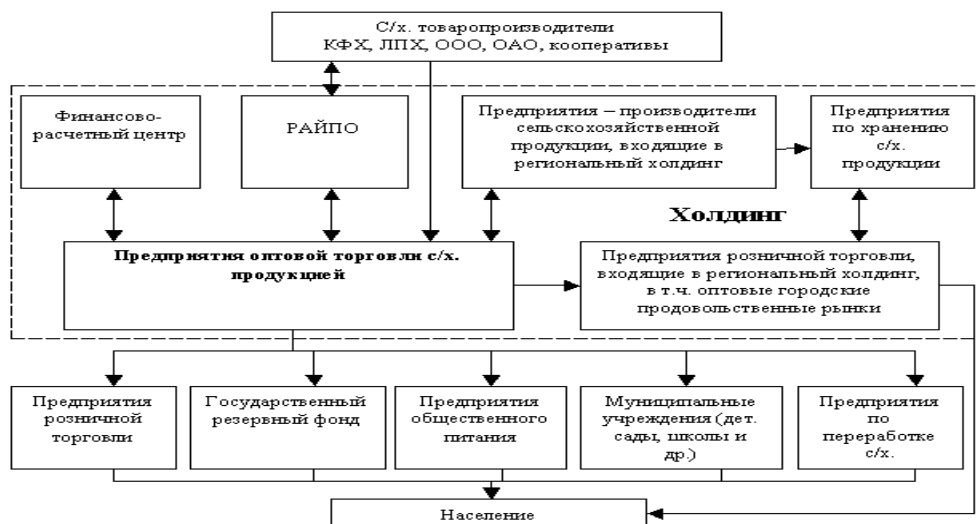 С/х. товаропроизводители
КФХ, ЛПХ, ООО, ОАО, кооперативы
Финансово-
расчетный центр
РАЙПО
Предприятия – производители
сельскохозяйственной
продукции, входящие в
региональный холдинг
Предприятия
по хранению
с/х.
продукции
Холдинг
Предприятия оптовой торговли с/х.
продукцией
Предприятия розничной торговли,
входящие в региональный холдинг,
в т.ч. оптовые городские
продовольственные рынки
Предприятия
розничной
торговли
Государственный
резервный фонд
Предприятия
общественного
питания
Муниципальные
учреждения (дет.
сады, школы и
др.)
Предприятия
по
переработке
с/х.
Население